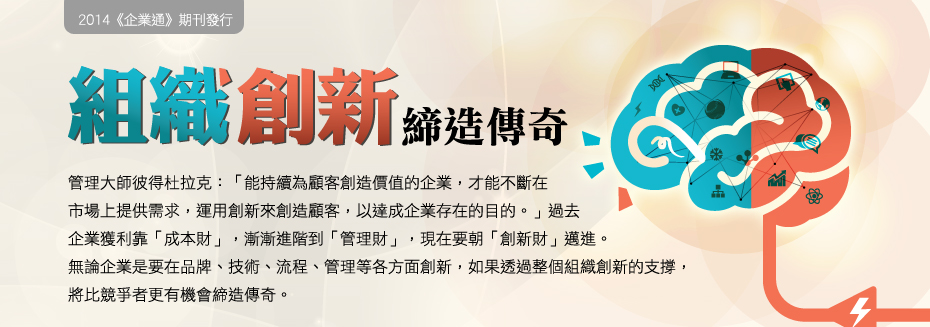 2014《企業通》期刊發行
組織創新締造傳奇
管理大師彼得杜拉克：「能持續為顧客創造價值的企業，才能不斷在
市場上提供需求，運用創新來創造顧客，以達成企業存在的目的。」過去
企業獲利靠「成本財」，漸漸進階到「管理財」，現在要朝「創新財」邁進。
無論企業是要在品牌、技術、流程、管理等各方面創新，如果透過整個組織創新的支撐，
將比競爭者更有機會締造傳奇。